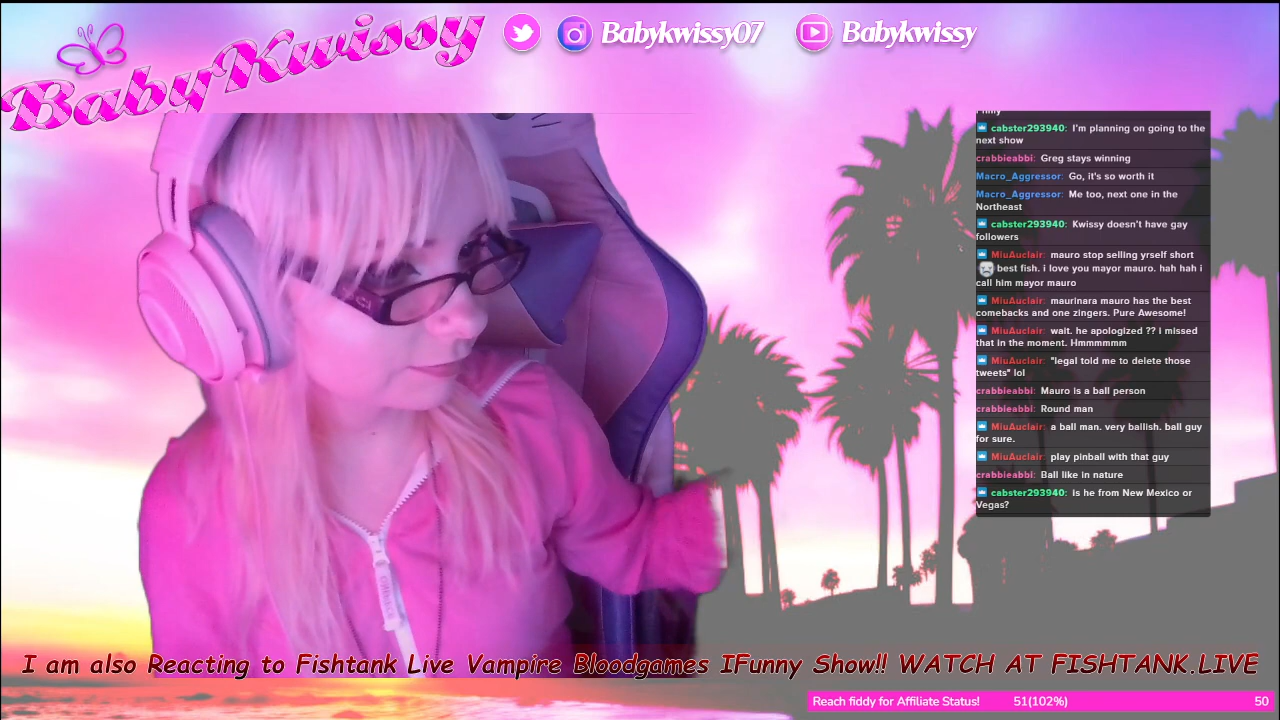 BabyKwissy
Babykwissy07
Babykwissy
cabster293940: I'm planning on going to the
next show
crabbieabbi: Greg stays winning
Macro_Aggressor: Go, it's so worth it
Macro_Aggressor: Me too, next one in the
Northeast
cabster293940: Kwissy doesn't have gay
followers
MiuAuclair: mauro stop selling yrself short
best fish. i love you mayor mauro. hah hah i
call him mayor mauro
MiuAuclair: maurinara mauro has the best
comebacks and one zingers. Pure Awesome!
MiuAuclair: wait. he apologized ?? i missed
that in the moment. Hmmmmmm
MiuAuclair: "legal told me to delete those
tweets" lol
crabbieabbi: Mauro is a ball person
crabbieabbi: Round man
MiuAuclair: a ball man. very ballish. ball guy
for sure.
MiuAuclair: play pinball with that guy
crabbieabbi: Ball like in nature
cabster293940: is he from New Mexico or
Vegas?
I am also Reacting to Fishtank Live Vampire Bloodgames IFunny Show!! WATCH AT FISHTANK.LIVE
Reach fiddy for Affiliate Status! 51(102%) 50